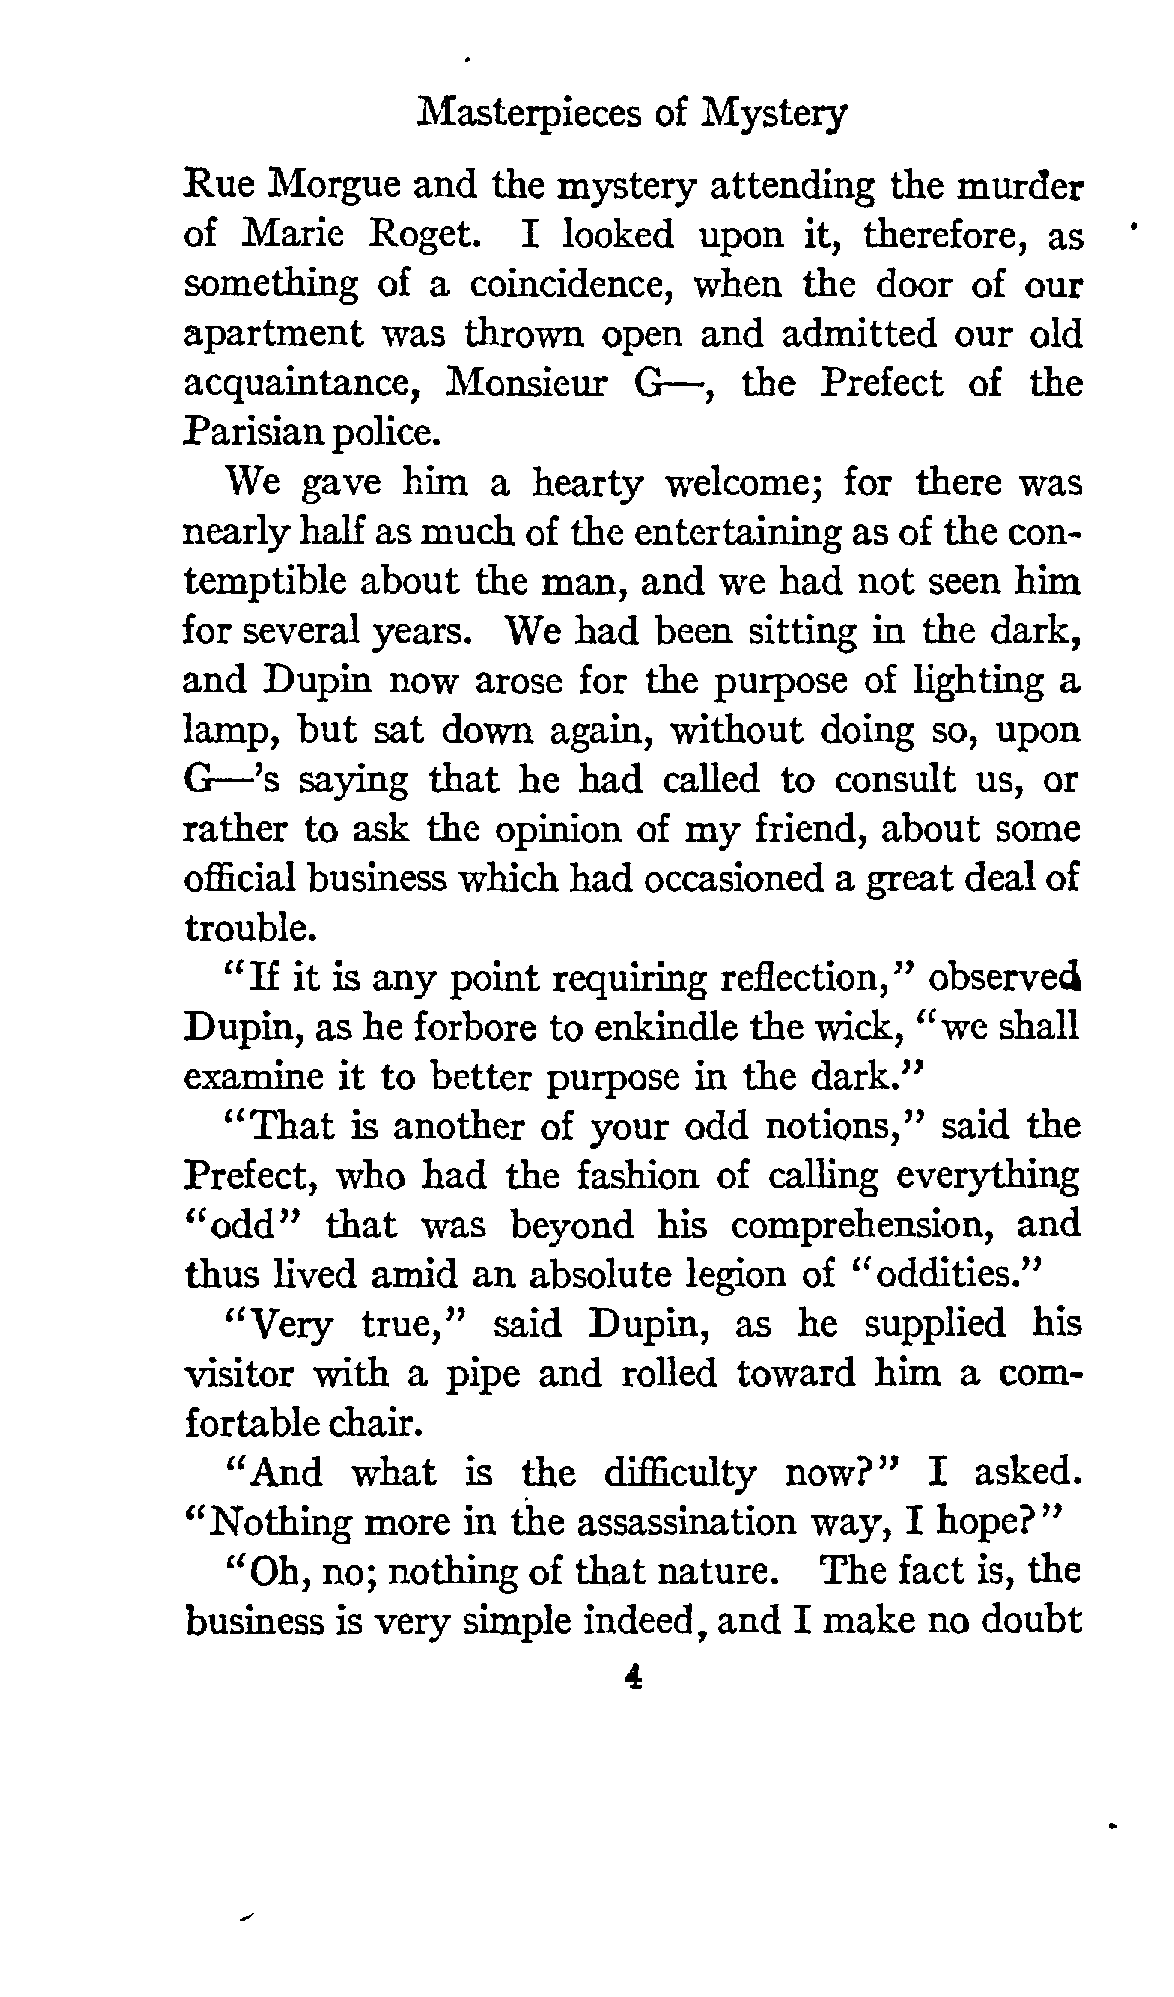 Masterpieces of Mystery
Rue Morgue and the mystery attending the murder
of Marie Roget. I looked upon it, therefore, as
something of a coincidence, when the door of our
apartment was thrown open and admitted our old
acquaintance, Monsieur G—, the Prefect of the
Parisian police.
We gave him a hearty welcome; for there was
nearly half as much of the entertaining as of the con-
temptible about the man, and we had not seen him
for several years. We had been sitting in the dark,
and Dupin now arose for the purpose of lighting a
lamp, but sat down again, without doing so, upon
G—'s saying that he had called to consult us, or
rather to ask the opinion of my friend, about some
official business which had occasioned a great deal of
trouble.
"If it is any point requiring reflection," observed
Dupin, as he forbore to enkindle the wick, "we shall
examine it to better purpose in the dark."
"That is another of your odd notions," said the
Prefect, who had the fashion of calling everything
"odd" that was beyond his comprehension, and
thus lived amid an absolute legion of "oddities."
"Very true," said Dupin, as he supplied his
visitor with a pipe and rolled toward him a com-
fortable chair.
"And what is the difficulty now?" I asked.
"Nothing more in the assassination way, I hope?"
"Oh, no; nothing of that nature. The fact is, the
business is very simple indeed, and I make no doubt
4